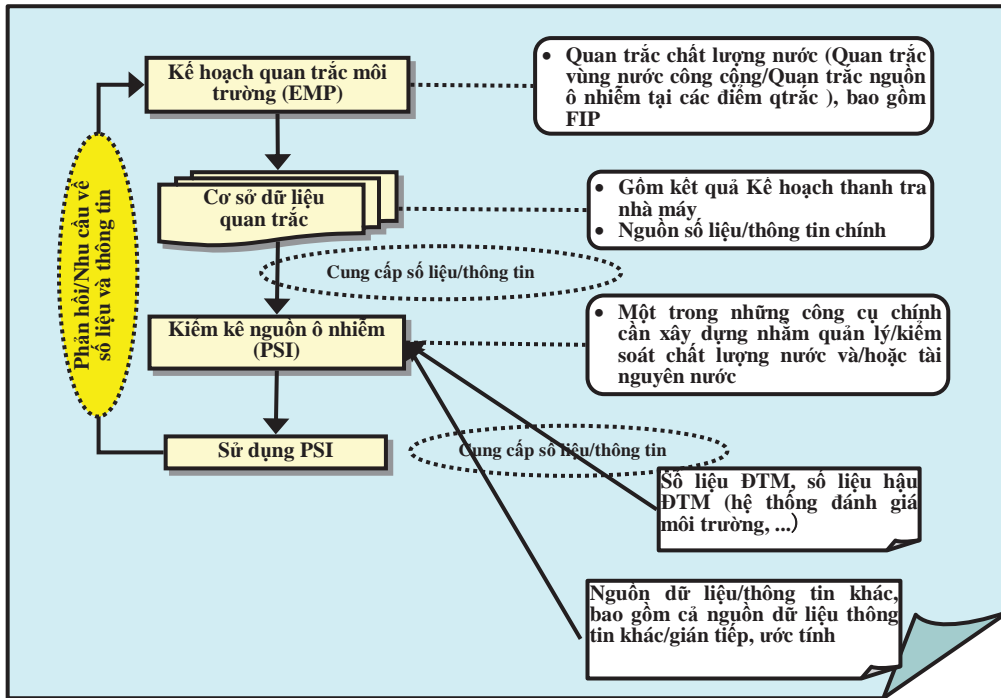 Kế hoạch quan trắc môi
trường (EMP)
• Quan trắc chất lượng nước (Quan trắc
vùng nước công cộng/Quan trắc nguồn
ô nhiễm tại các điểm qtrắc ), bao gồm
FIP
Cơ sở dữ liệu
quan trắc
• Gồm kết quả Kế hoạch thanh tra
nhà máy
• Nguồn số liệu/thông tin chính
Phản hồi/Nhu cầu về
số liệu và thông tin
Cung cấp số liệu/thông tin
Kiểm kê nguồn ô nhiễm
(PSI)
• Một trong những công cụ chính
cần xây dựng nhằm quản lý/kiểm
soát chất lượng nước và/hoặc tài
nguyên nước
Sử dụng PSI
Cung cấp số liệu/thông tin
Số liệu ĐTM, số liệu hậu
ĐTM (hệ thống đánh giá
môi trường, ...)
Nguồn dữ liệu/thông tin khác,
bao gồm cả nguồn dữ liệu thông
tin khác/gián tiếp, ước tính